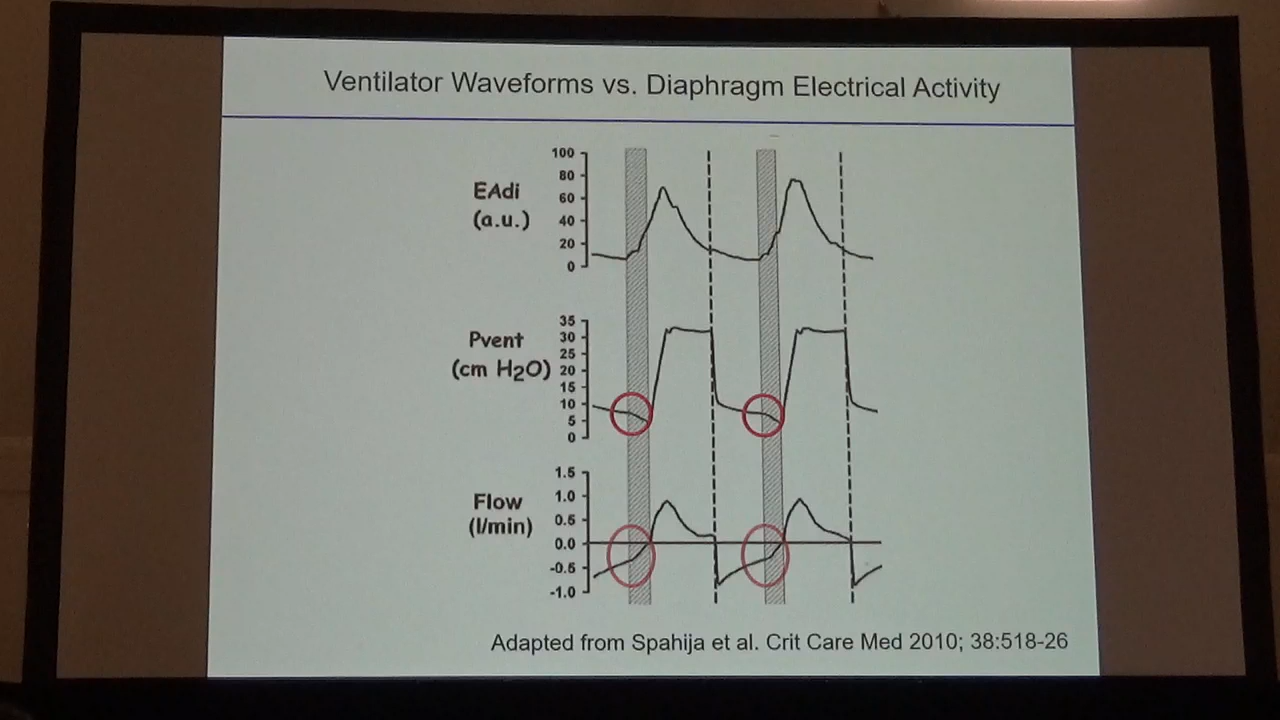 Ventilator Waveforms vs. Diaphragm Electrical Activity
EAdi
(a.u.)
100
80
60
40
20
0
Pvent
(cm H2O)
35
30
25
20
15
10
5
0
Flow
(l/min)
1.5
1.0
0.5
0.0
-0.5
-1.0
Adapted from Spahija et al. Crit Care Med 2010; 38:518-26